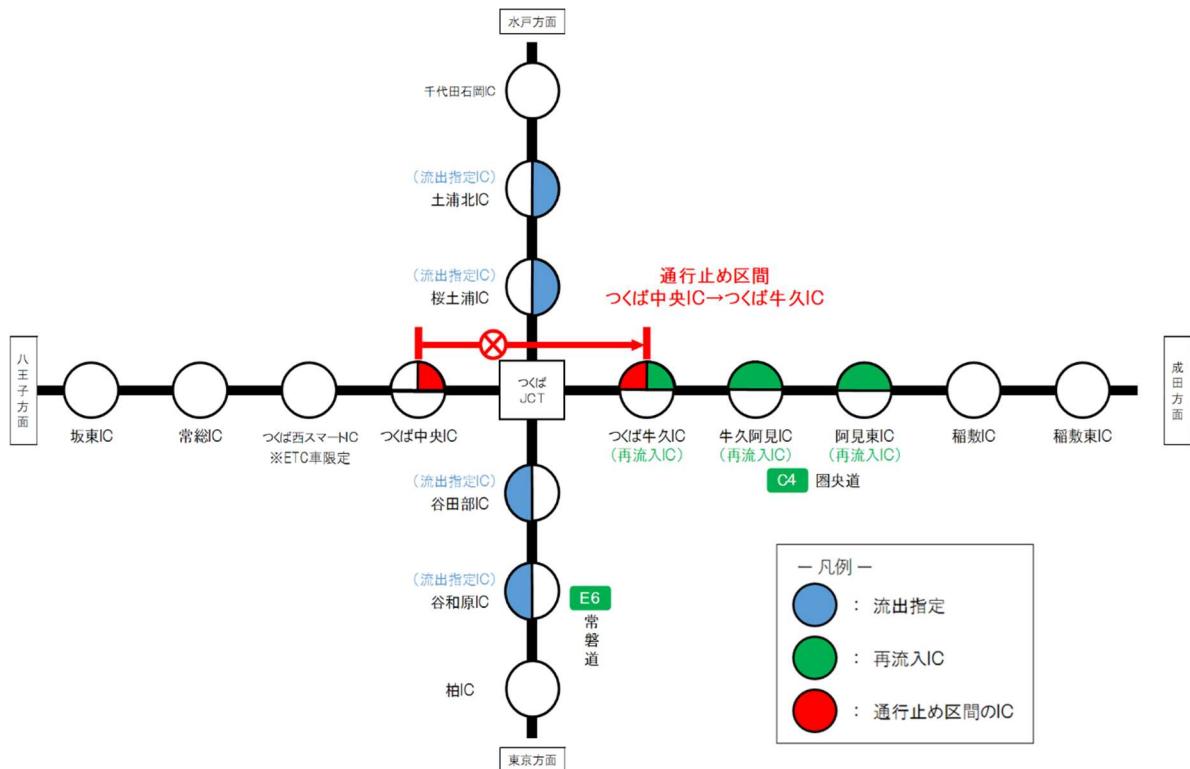 水戸方面
千代田石岡IC
(流出指定IC)
土浦北IC
(流出指定IC)
桜土浦IC
通行止め区間
つくば中央IC→つくば牛久IC
八王子方面
つくば
JCT
成田方面
坂東IC
常総IC
つくば西スマートIC
※ETC車限定
つくば中央IC
つくば牛久IC
(再流入IC)
牛久阿見IC
(再流入IC)
阿見東IC
(再流入IC)
稲敷IC
稲敷東IC
C4 圏央道
(流出指定IC)
谷田部IC
(流出指定IC)
谷和原IC
E6
常磐道
柏IC
東京方面
― 凡例 ―
: 流出指定
: 再流入IC
: 通行止め区間のIC